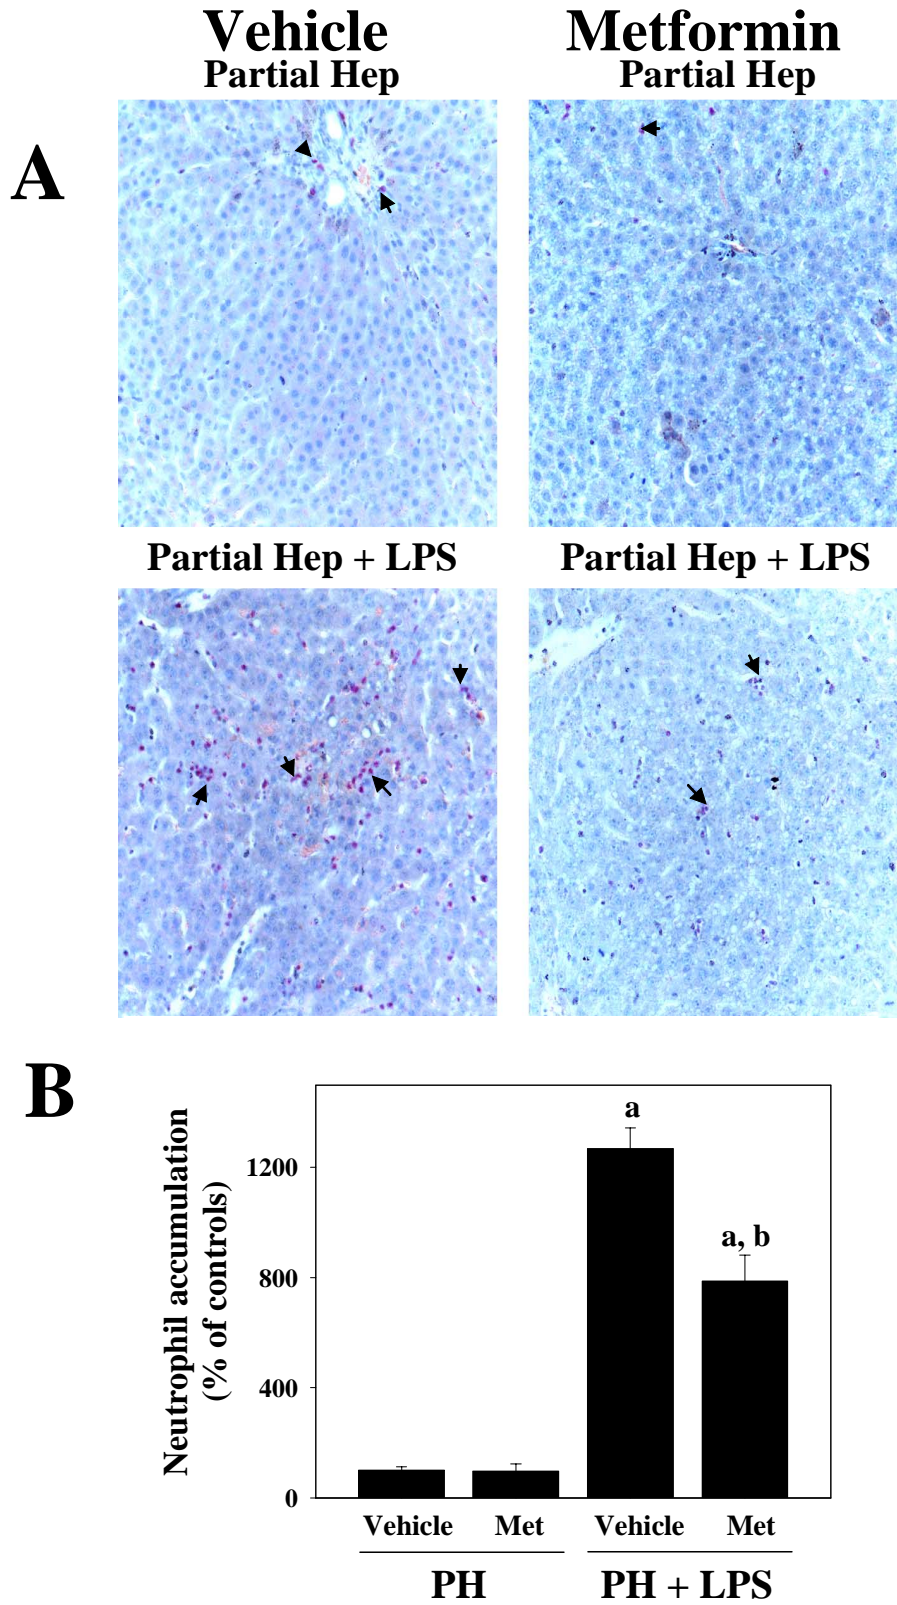 Vehicle
Metformin
Partial Hep
Partial Hep
A
Partial Hep + LPS
Partial Hep + LPS
B
Neutrophil accumulation
(% of controls)
1200
800
400
0
a
a, b
Vehicle
Met
Vehicle
Met
PH
PH + LPS